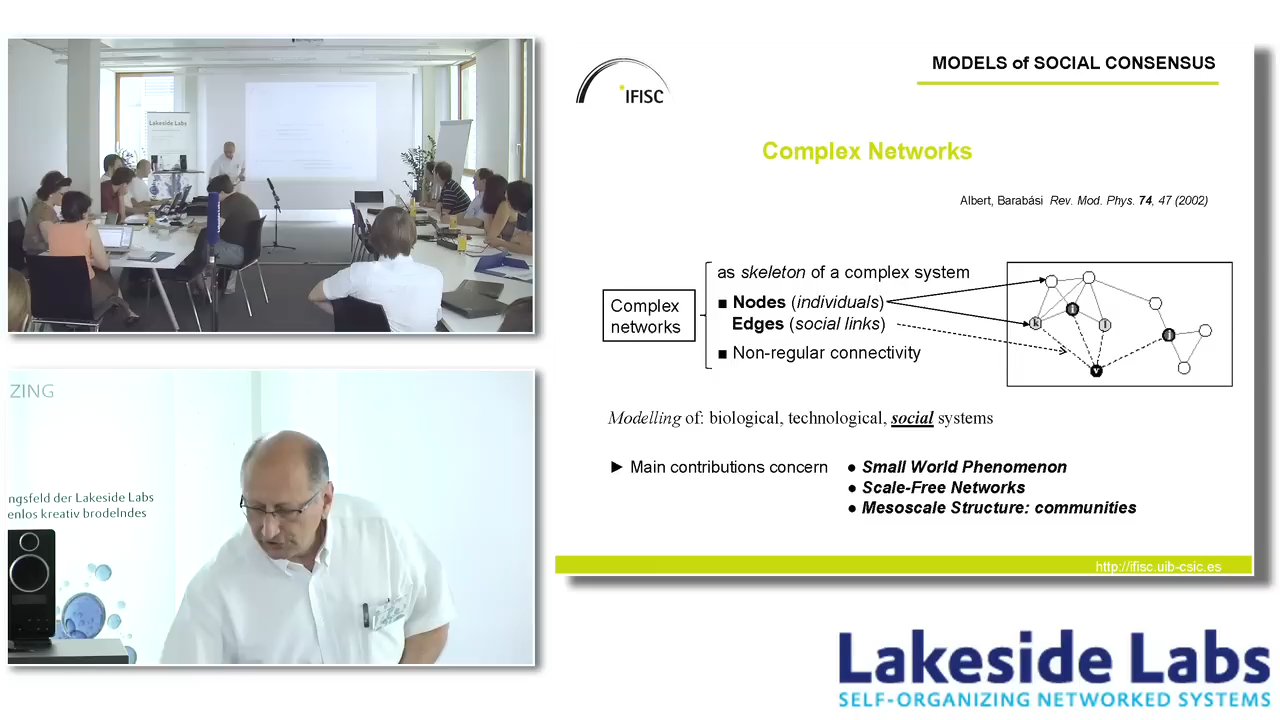 Lakeside Labs
ZING
ngsfeld der Lakeside Labs
enlos kreativ brodelndes
IFISC
MODELS of SOCIAL CONSENSUS
Complex Networks
Albert, Barabási Rev. Mod. Phys. 74, 47 (2002)
Complex
networks
as skeleton of a complex system
■ Nodes (individuals)
Edges (social links)
■ Non-regular connectivity
k
i
l
j
v
Modelling of: biological, technological, social systems
► Main contributions concern
● Small World Phenomenon
● Scale-Free Networks
● Mesoscale Structure: communities
http://ifisc.uib-csic.es
Lakeside Labs
SELF-ORGANIZING NETWORKED SYSTEMS